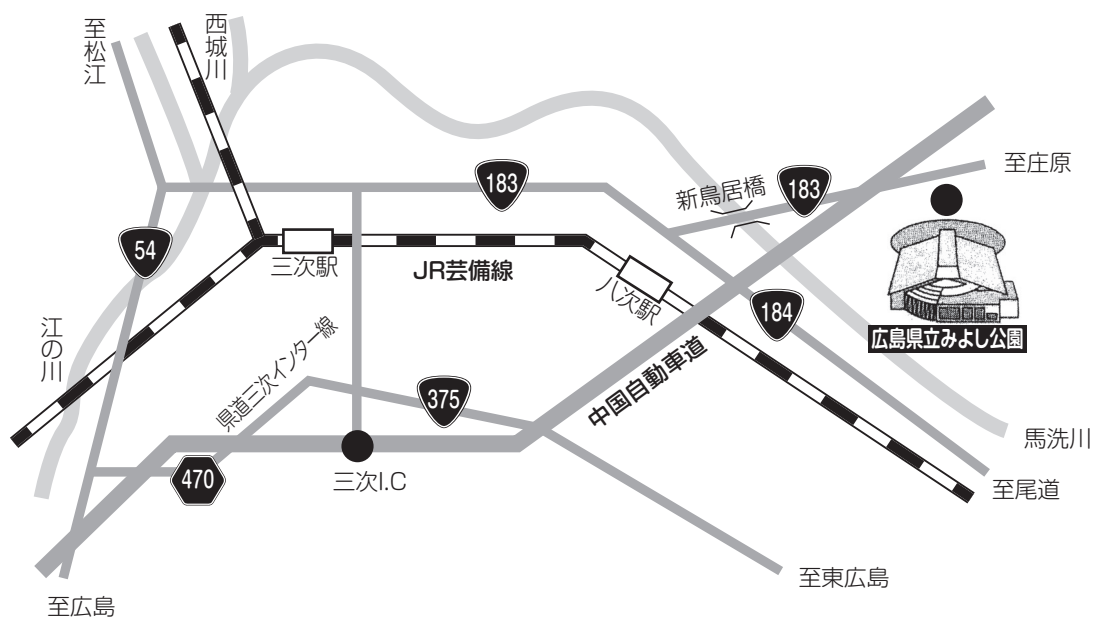 至松江
西城川
至庄原
183
新鳥居橋
183
54
三次駅
JR芸備線
八次駅
184
広島県立みよし公園
江の川
県道三次インター線
375
中国自動車道
馬洗川
470
三次I.C
至尾道
至東広島
至広島